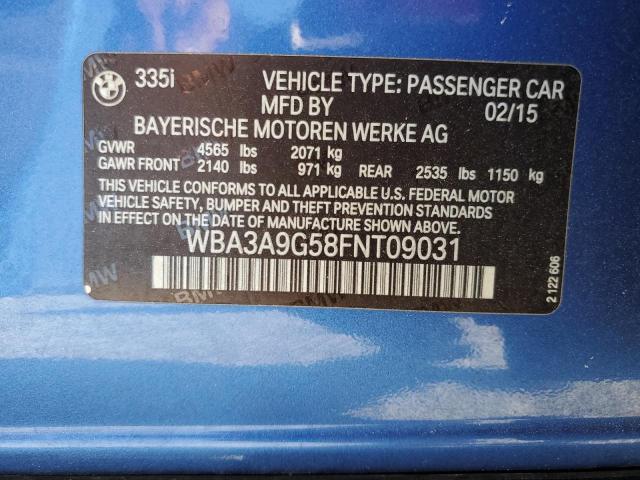 BMW 335i VEHICLE TYPE: PASSENGER CAR
MFD BY 02/15
BAYERISCHE MOTOREN WERKE AG
GVWR 4565 lbs 2071 kg
GAWR FRONT 2140 lbs 971 kg REAR 2535 lbs 1150 kg
THIS VEHICLE CONFORMS TO ALL APPLICABLE U.S. FEDERAL MOTOR
VEHICLE SAFETY, BUMPER AND THEFT PREVENTION STANDARDS
IN EFFECT ON THE DATE OF MANUFACTURE SHOWN ABOVE.
WBA3A9G58FNT09031
2 122 606